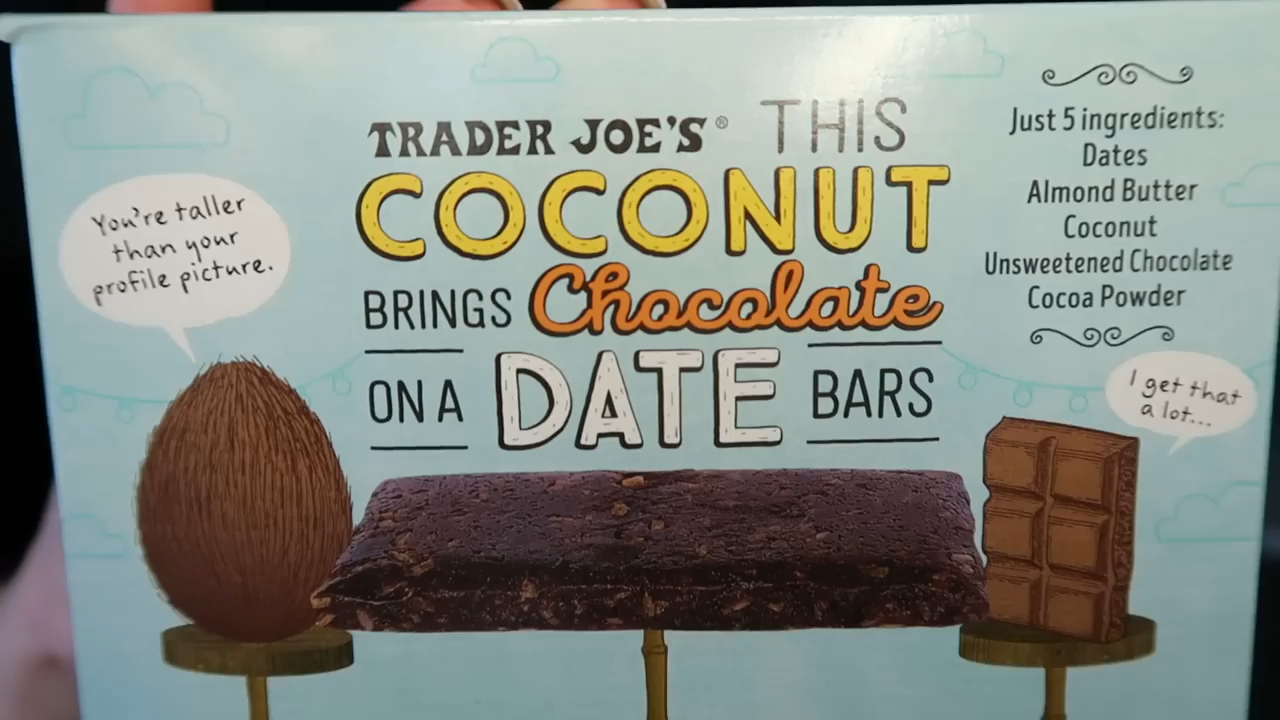 TRADER JOE'S® THIS
COCONUT
BRINGS Chocolate
ON A DATE BARS
Just 5 ingredients:
Dates
Almond Butter
Coconut
Unsweetened Chocolate
Cocoa Powder
You're taller
than your
profile picture.
I get that
a lot...